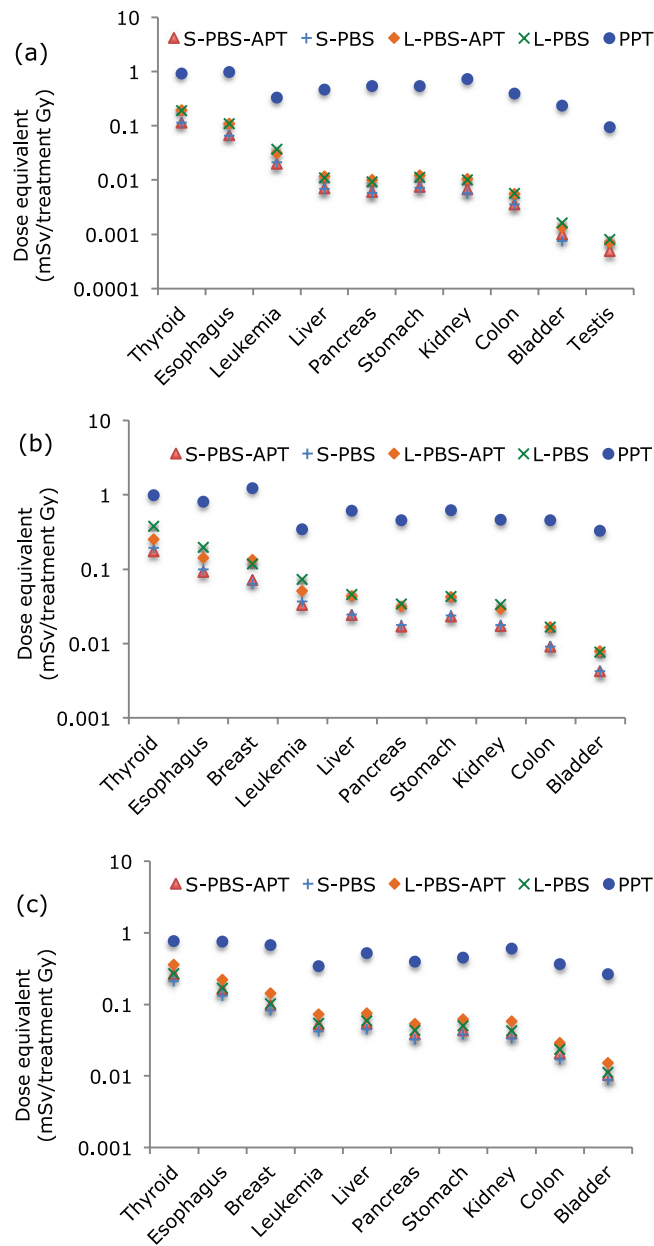 (a)
S-PBS-APT S-PBS L-PBS-APT L-PBS PPT
Dose equivalent
(mSv/treatment Gy)
10
1
0.1
0.01
0.001
0.0001
Thyroid
Esophagus
Leukemia
Liver
Pancreas
Stomach
Kidney
Colon
Bladder
Testis
(b)
S-PBS-APT S-PBS L-PBS-APT L-PBS PPT
Dose equivalent
(mSv/treatment Gy)
10
1
0.1
0.01
0.001
Thyroid
Esophagus
Breast
Leukemia
Liver
Pancreas
Stomach
Kidney
Colon
Bladder
(c)
S-PBS-APT S-PBS L-PBS-APT L-PBS PPT
Dose equivalent
(mSv/treatment Gy)
10
1
0.1
0.01
0.001
Thyroid
Esophagus
Breast
Leukemia
Liver
Pancreas
Stomach
Kidney
Colon
Bladder